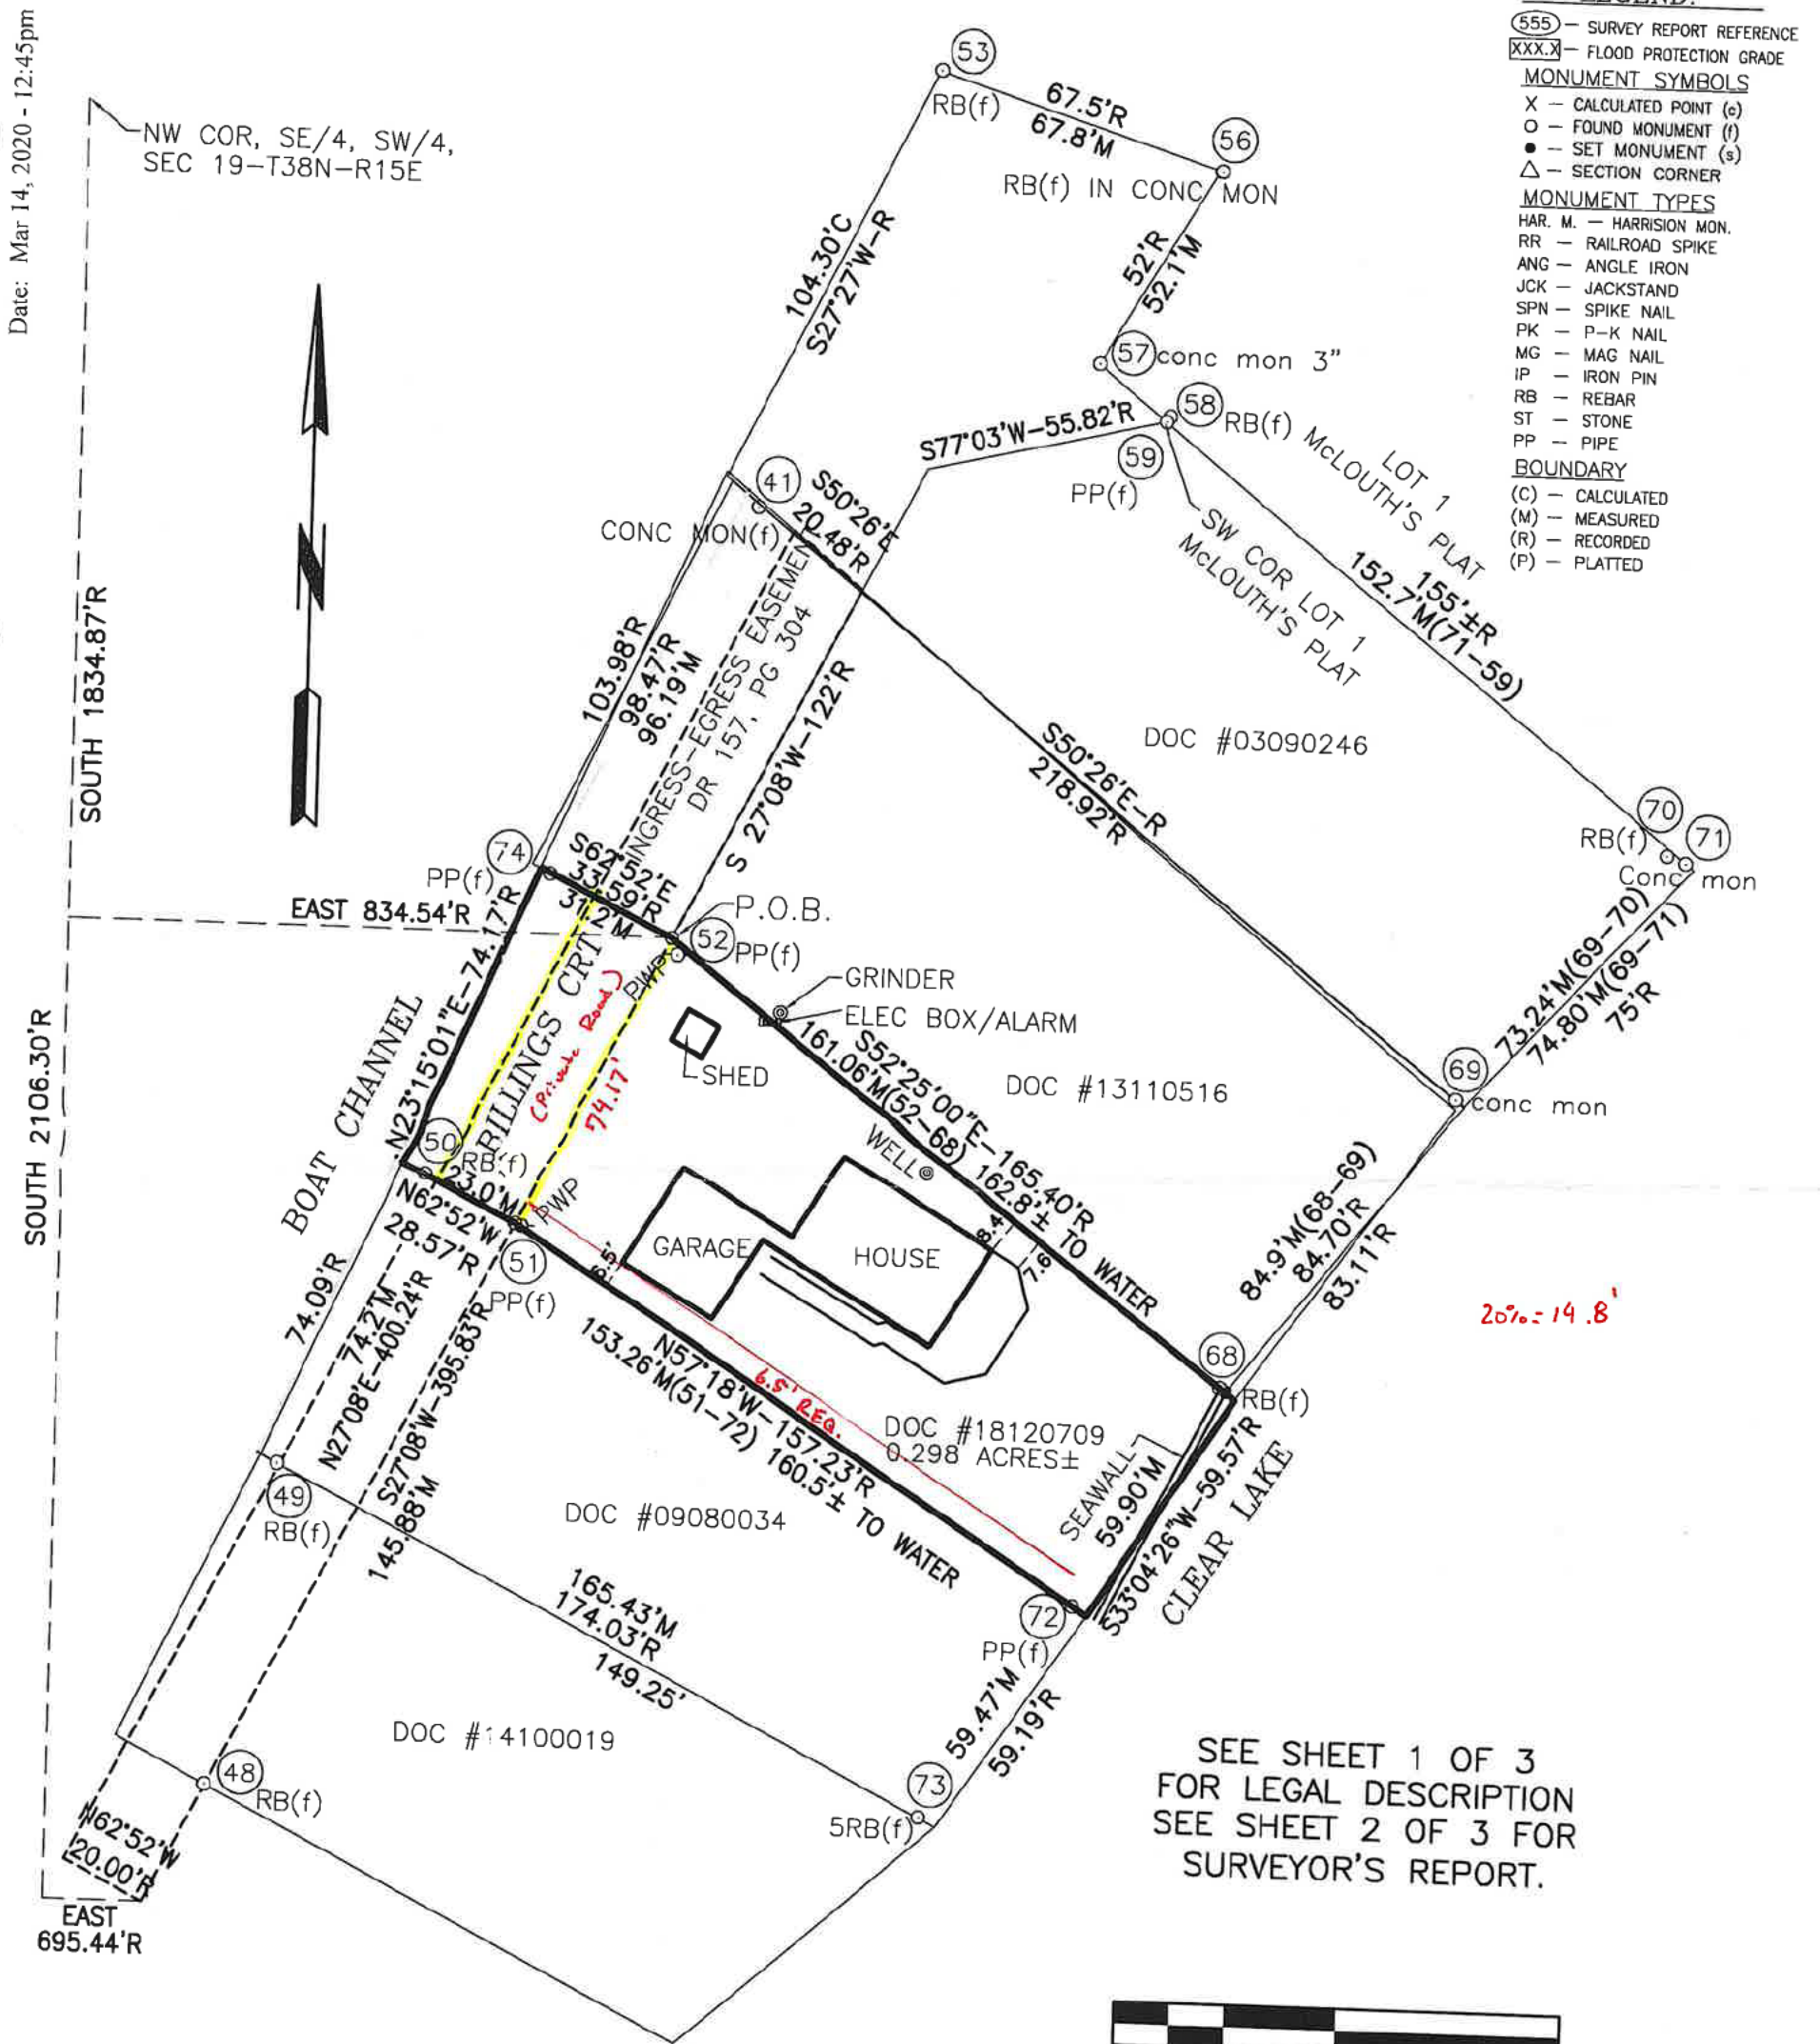 Date: Mar 14, 2020 - 12:45pm
LEGEND:
555 — SURVEY REPORT REFERENCE
XXX.X — FLOOD PROTECTION GRADE
MONUMENT SYMBOLS
X — CALCULATED POINT (c)
O — FOUND MONUMENT (f)
● — SET MONUMENT (s)
△ — SECTION CORNER
MONUMENT TYPES
HAR. M. — HARRISION MON.
RR — RAILROAD SPIKE
ANG — ANGLE IRON
JCK — JACKSTAND
SPN — SPIKE NAIL
PK — P-K NAIL
MG — MAG NAIL
IP — IRON PIN
RB — REBAR
ST — STONE
PP — PIPE
BOUNDARY
(C) — CALCULATED
(M) — MEASURED
(R) — RECORDED
(P) — PLATTED
NW COR, SE/4, SW/4,
SEC 19-T38N-R15E
53
RB(f)
67.5'R
67.8'M
56
RB(f) IN CONC MON
104.30'C
S27°27'W-R
52'R
52.1'M
57
conc mon 3"
58
RB(f)
59
PP(f)
S77°03'W-55.82'R
LOT 1
McLOUTH'S PLAT
SW COR LOT 1
McLOUTH'S PLAT
155'±R
152.7'M(71-59)
41
CONC MON(f)
S50°26'E
20.48'R
SOUTH 1834.87'R
N
103.98'R
98.47'R
96.19'M
INGRESS-EGRESS EASEMENT
DR 157, PG 304
S 27°08'W-122'R
DOC #03090246
S50°26'E-R
218.92'R
70
RB(f)
71
Conc mon
74
PP(f)
S62°52'E
33.59'R
31.2'M
EAST 834.54'R
P.O.B.
52
PP(f)
PWP
GRINDER
ELEC BOX/ALARM
SHED
BILLINGS CRT
(Private Road)
74.17'
N23°15'01"E-74.17'R
BOAT CHANNEL
S52°25'00"E-165.40'R
161.06'M(52-68) 162.8'± TO WATER
DOC #13110516
73.24'M(69-70)
74.80'M(69-71)
75'R
69
conc mon
SOUTH 2106.30'R
50
RB(f)
23.0'M
N62°52'W
28.57'R
PWP
51
PP(f)
WELL
GARAGE
HOUSE
8.4
7.6
6.5'
84.9'M(68-69)
84.70'R
83.11'R
20% = 14.8'
68
RB(f)
74.09'R
74.2'M
N27°08'E-400.24'R
S27°08'W-395.83'R
145.88'M
N57°18'W-157.23'R
153.26'M(51-72) 160.5'± TO WATER
6.5' REQ.
DOC #18120709
0.298 ACRES±
SEAWALL
59.90'M
S33°04'26"W-59.57'R
CLEAR LAKE
49
RB(f)
DOC #09080034
72
PP(f)
165.43'M
174.03'R
149.25'
59.47'M
59.19'R
DOC #14100019
48
RB(f)
73
5RB(f)
N62°52'W
20.00'R
EAST
695.44'R
SEE SHEET 1 OF 3
FOR LEGAL DESCRIPTION
SEE SHEET 2 OF 3 FOR
SURVEYOR'S REPORT.